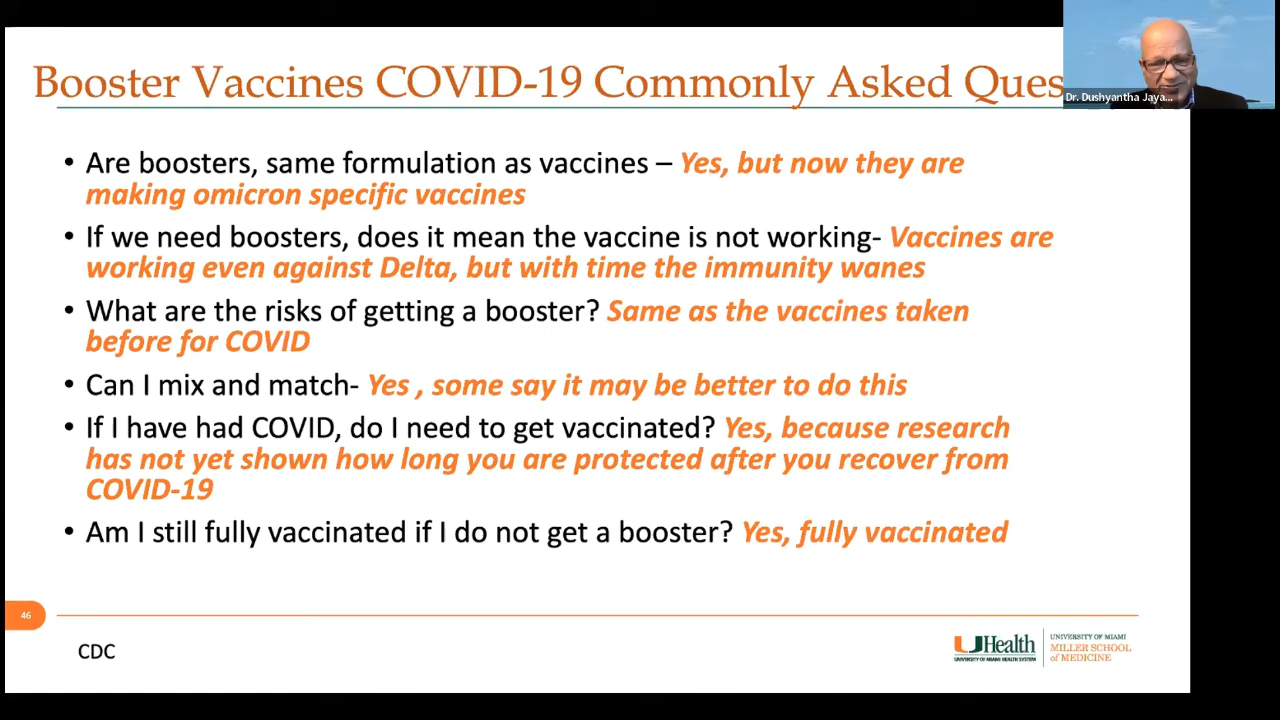 Booster Vaccines COVID-19 Commonly Asked Ques
Dr. Dushyantha Jaya...
• Are boosters, same formulation as vaccines – Yes, but now they are
making omicron specific vaccines
• If we need boosters, does it mean the vaccine is not working- Vaccines are
working even against Delta, but with time the immunity wanes
• What are the risks of getting a booster? Same as the vaccines taken
before for COVID
• Can I mix and match- Yes , some say it may be better to do this
• If I have had COVID, do I need to get vaccinated? Yes, because research
has not yet shown how long you are protected after you recover from
COVID-19
• Am I still fully vaccinated if I do not get a booster? Yes, fully vaccinated
46
CDC
UHealth
UNIVERSITY OF MIAMI HEALTH SYSTEM
UNIVERSITY OF MIAMI
MILLER SCHOOL
of MEDICINE